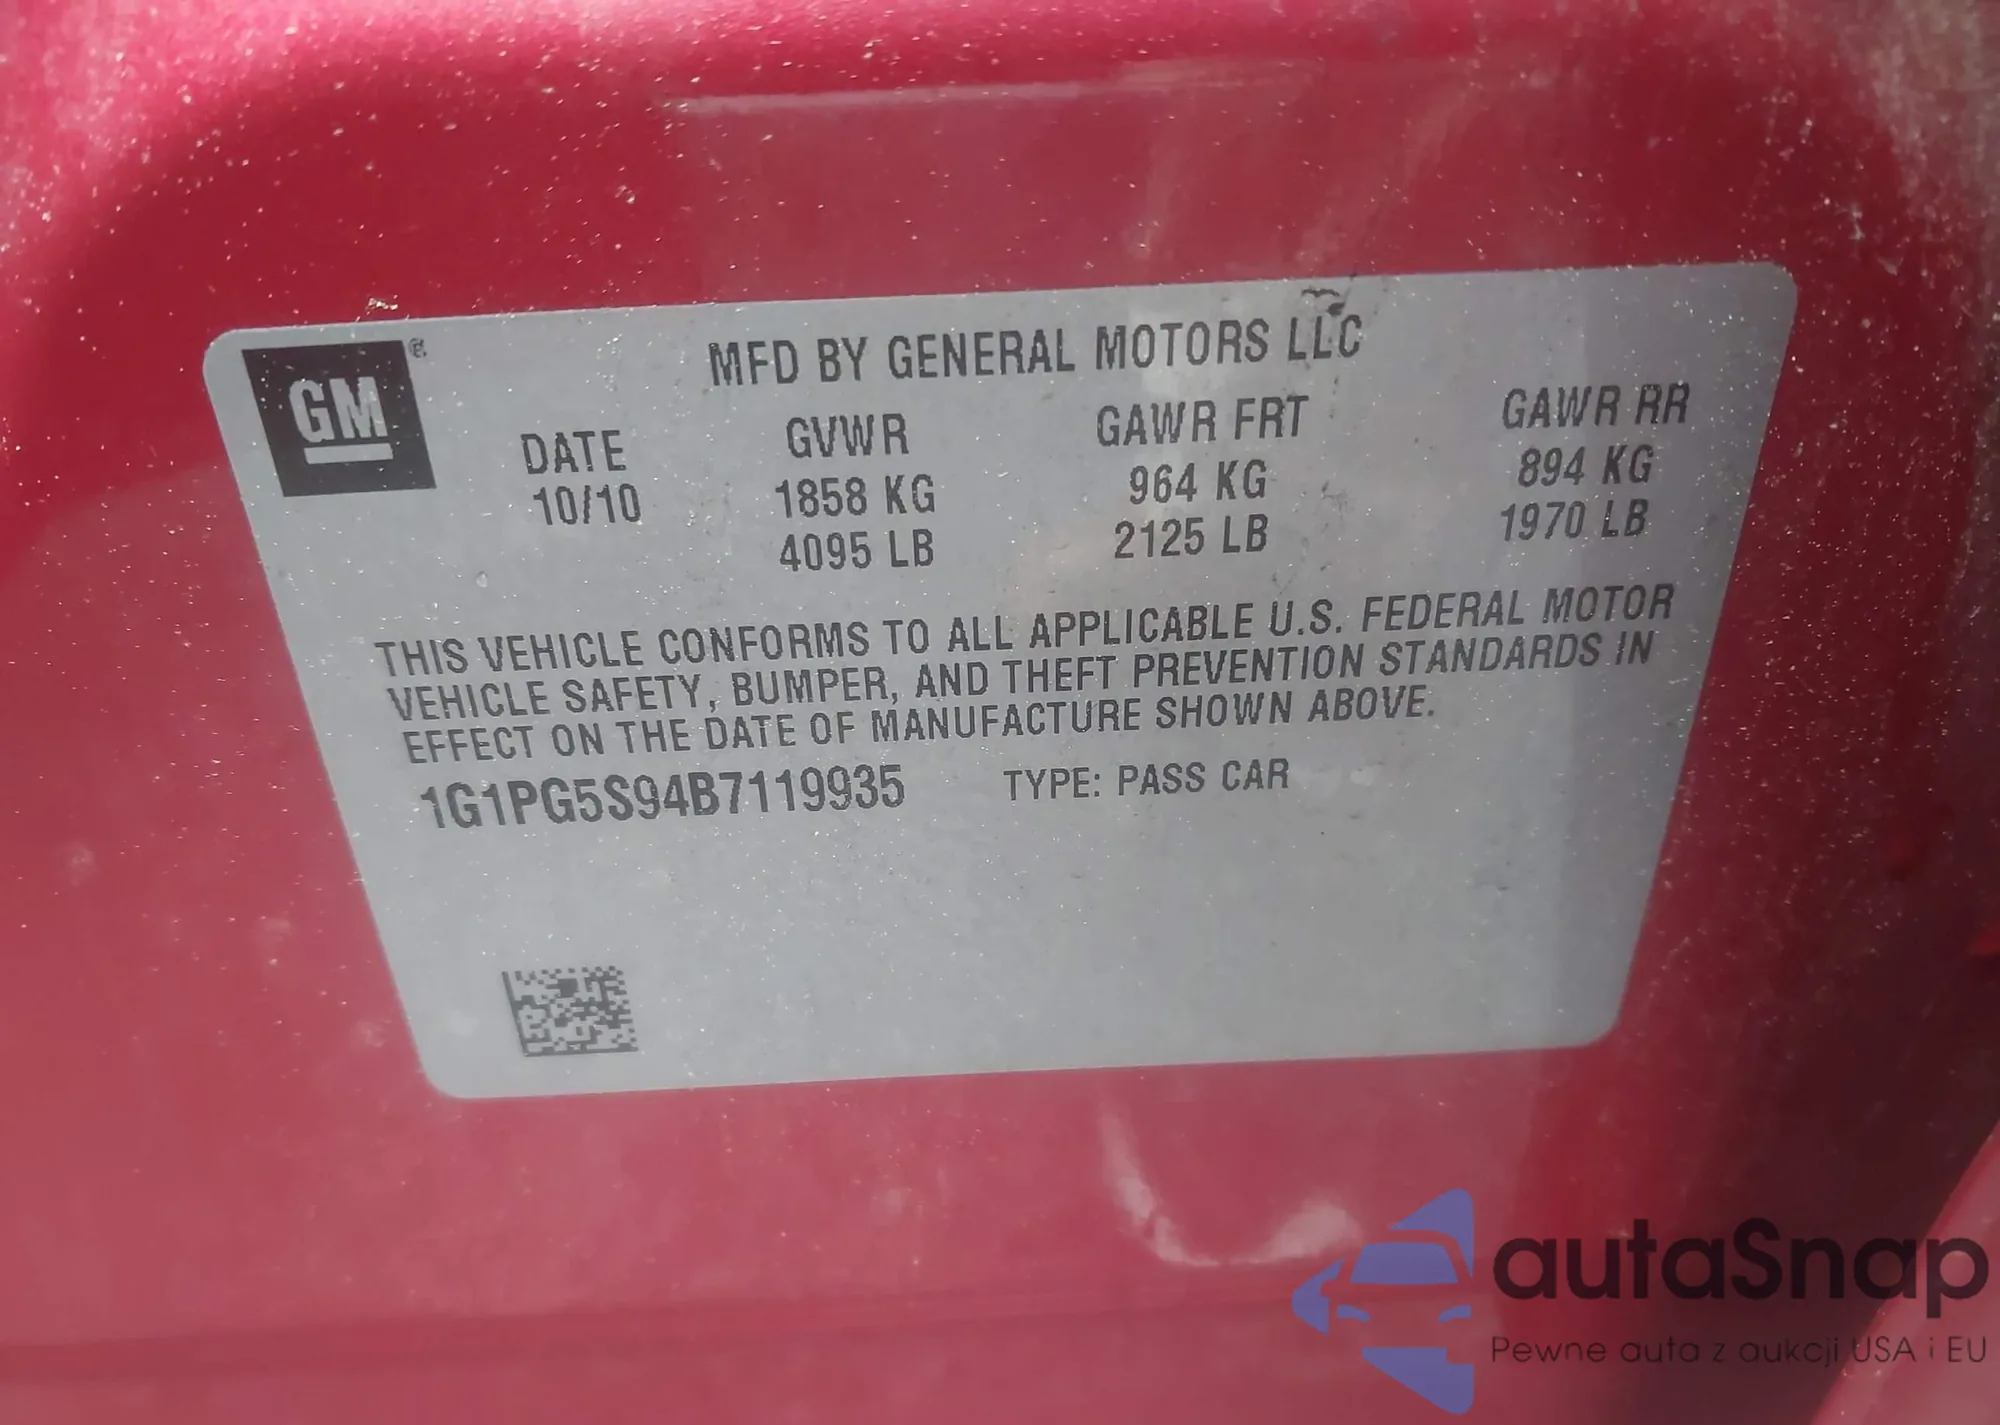 GM ®
MFD BY GENERAL MOTORS LLC
DATE GVWR GAWR FRT GAWR RR
10/10 1858 KG 964 KG 894 KG
4095 LB 2125 LB 1970 LB
THIS VEHICLE CONFORMS TO ALL APPLICABLE U.S. FEDERAL MOTOR
VEHICLE SAFETY, BUMPER, AND THEFT PREVENTION STANDARDS IN
EFFECT ON THE DATE OF MANUFACTURE SHOWN ABOVE.
1G1PG5S94B7119935 TYPE: PASS CAR
autaSnap
Pewne auta z aukcji USA i EU